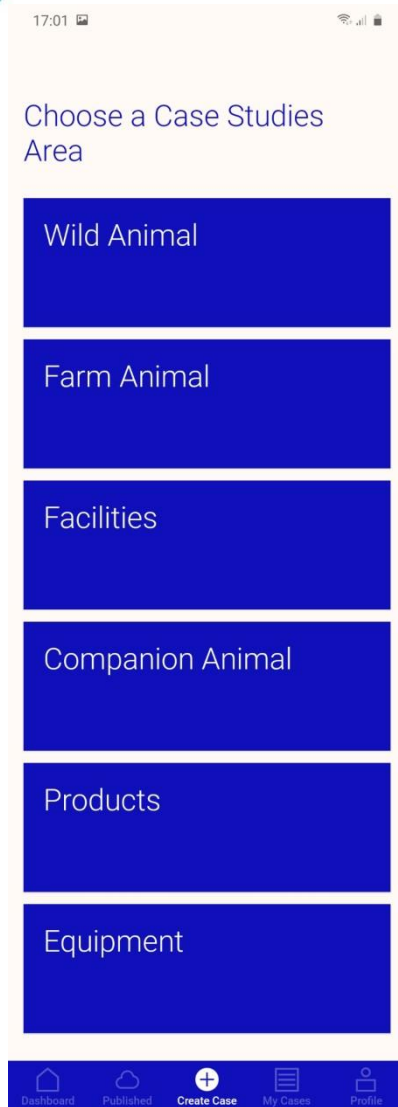 17:01
Choose a Case Studies
Area
Wild Animal
Farm Animal
Facilities
Companion Animal
Products
Equipment
Dashboard Published Create Case My Cases Profile